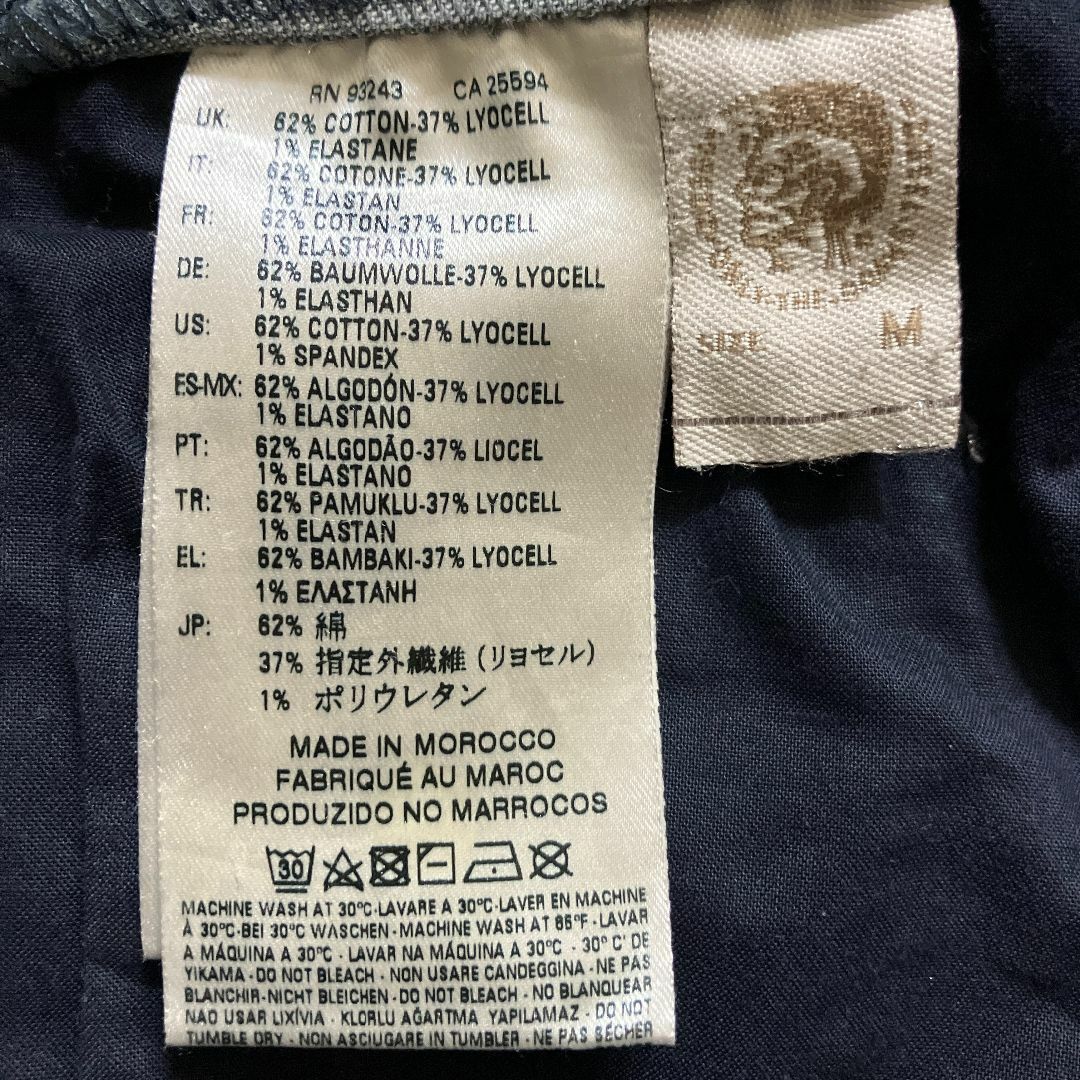 RN 93243 CA 25594
UK: 62% COTTON-37% LYOCELL
1% ELASTANE
IT: 62% COTONE-37% LYOCELL
1% ELASTAN
FR: 62% COTON-37% LYOCELL
1% ELASTHANNE
DE: 62% BAUMWOLLE-37% LYOCELL
1% ELASTHAN
US: 62% COTTON-37% LYOCELL
1% SPANDEX
ES-MX: 62% ALGODÓN-37% LYOCELL
1% ELASTANO
PT: 62% ALGODÃO-37% LIOCEL
1% ELASTANO
TR: 62% PAMUKLU-37% LYOCELL
1% ELASTAN
EL: 62% BAMBAKI-37% LYOCELL
1% ΕΛΑΣΤΑΝΗ
JP: 62% 綿
37% 指定外繊維(リヨセル)
1% ポリウレタン
MADE IN MOROCCO
FABRIQUÉ AU MAROC
PRODUZIDO NO MARROCOS
30
MACHINE WASH AT 30°C-LAVARE A 30°C-LAVER EN MACHINE
À 30°C-BEI 30°C WASCHEN-MACHINE WASH AT 85°F-LAVAR
A MÁQUINA A 30°C - LAVAR NA MÁQUINA A 30°C - 30° C' DE
YIKAMA-DO NOT BLEACH - NON USARE CANDEGGINA-NE PAS
BLANCHIR-NICHT BLEICHEN-DO NOT BLEACH - NO BLANQUEAR
NAO USAR LIXÍVIA - KLORLU AĞARTMA YAPILAMAZ - DO NOT
TUMBLE DRY - NON ASCIUGARE IN TUMBLER - NE PAS SÉCHER
SIZE M